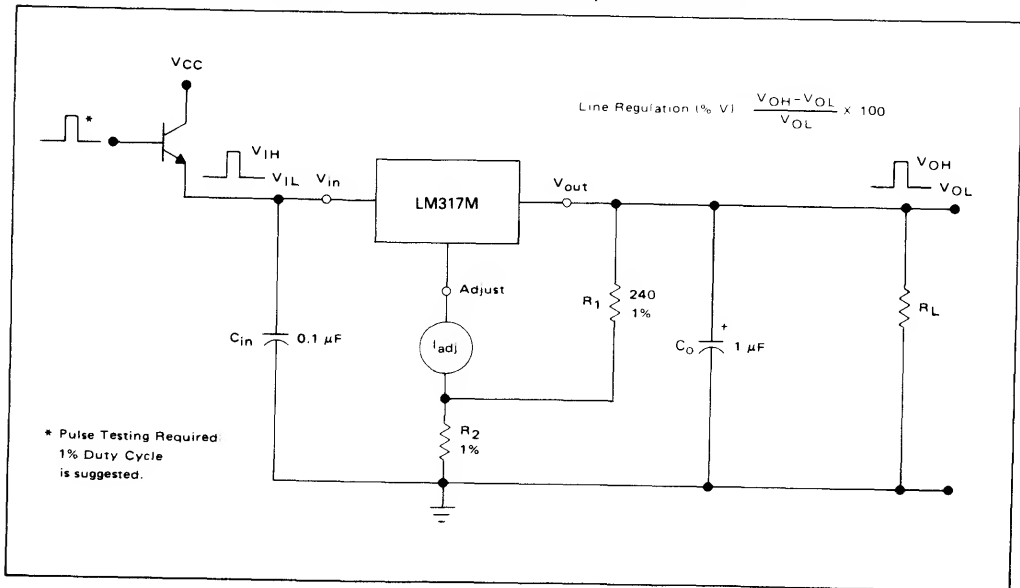 VCC
Line Regulation (% V) VOH-VOL / VOL × 100
*
VIH
VIL
Vin
LM317M
Vout
VOH
VOL
Adjust
R1
240
1%
RL
Cin
0.1 μF
Iadj
CO
+
1 μF
R2
1%
* Pulse Testing Required.
1% Duty Cycle
is suggested.